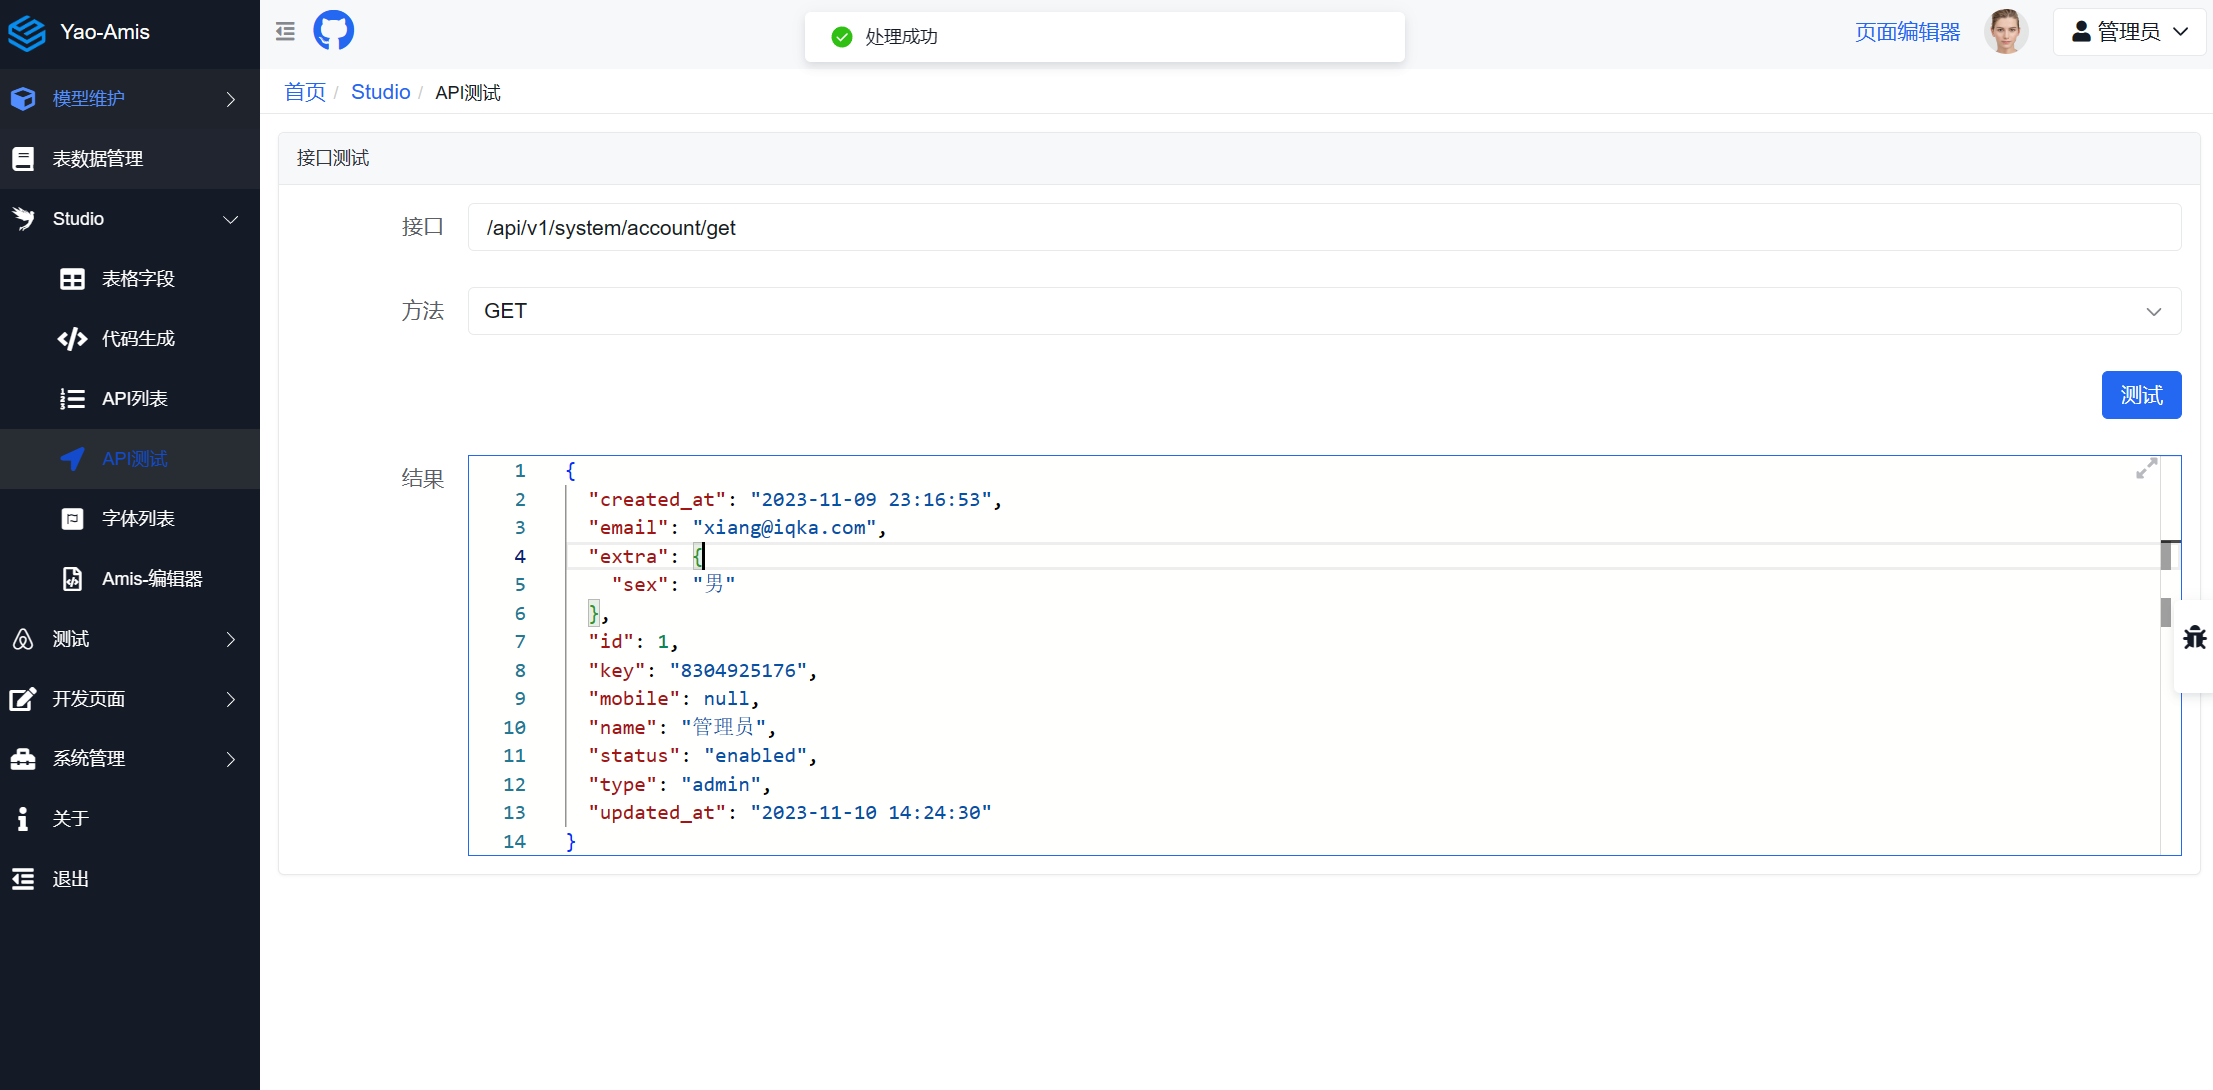 Yao-Amis
处理成功
页面编辑器
管理员
首页 / Studio / API测试
模型维护
表数据管理
Studio
表格字段
代码生成
API列表
API测试
字体列表
Amis-编辑器
测试
开发页面
系统管理
关于
退出
接口测试
接口 /api/v1/system/account/get
方法 GET
测试
结果
1 {
2 "created_at": "2023-11-09 23:16:53",
3 "email": "xiang@iqka.com",
4 "extra": {
5 "sex": "男"
6 },
7 "id": 1,
8 "key": "8304925176",
9 "mobile": null,
10 "name": "管理员",
11 "status": "enabled",
12 "type": "admin",
13 "updated_at": "2023-11-10 14:24:30"
14 }